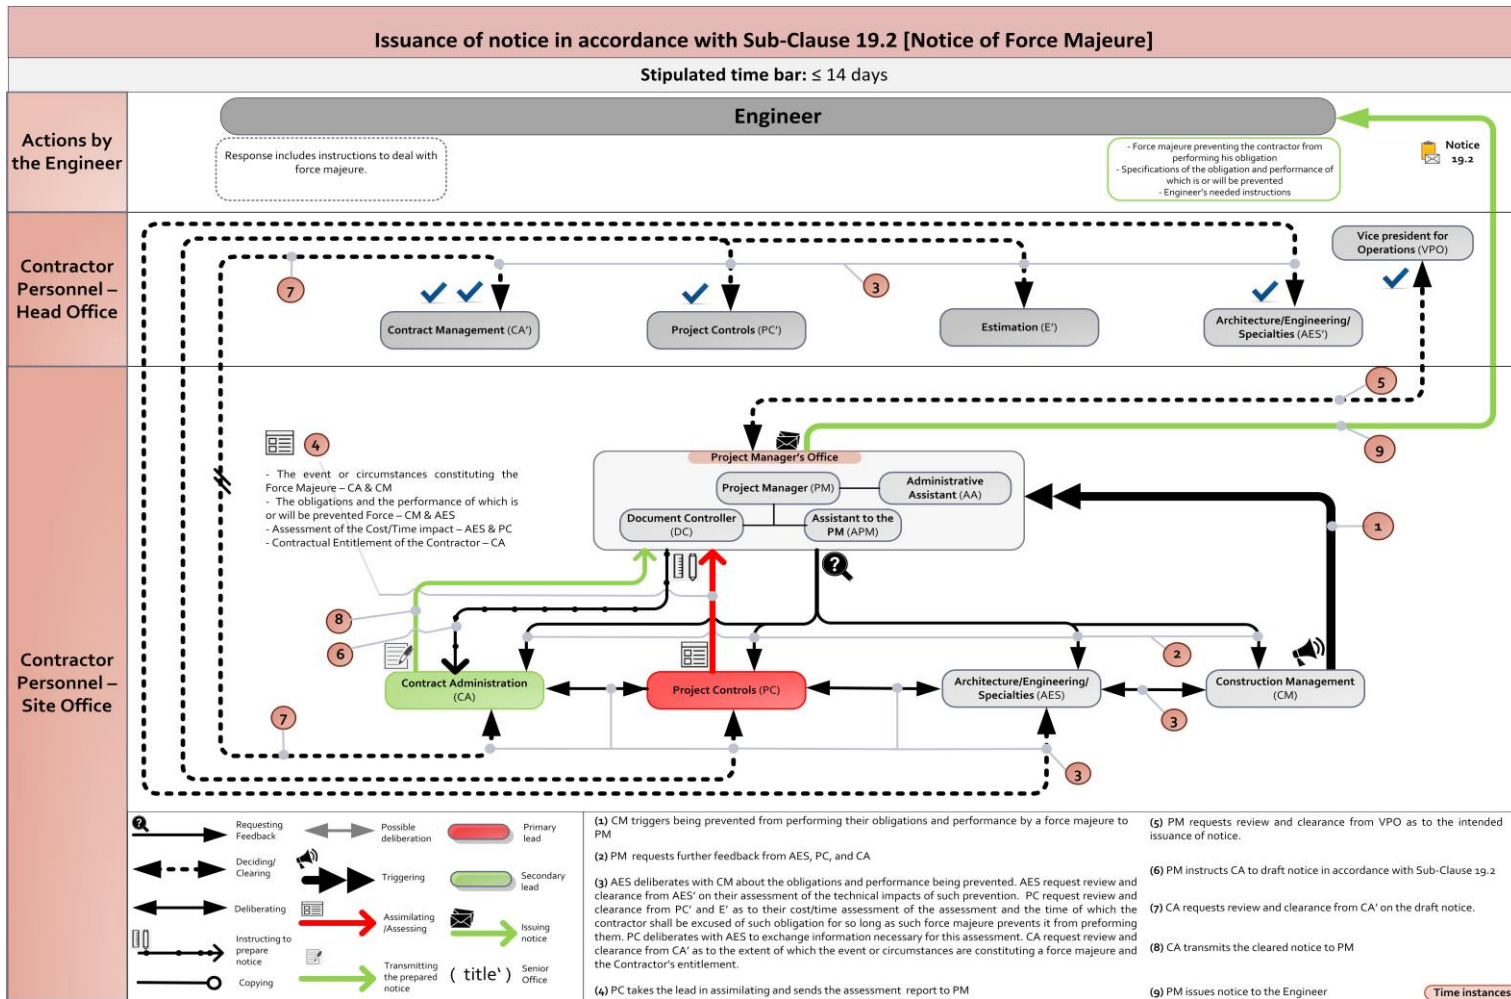 Issuance of notice in accordance with Sub-Clause 19.2 [Notice of Force Majeure]
Stipulated time bar: ≤ 14 days
Actions by
the Engineer
Engineer
Response includes instructions to deal with
force majeure.
- Force majeure preventing the contractor from
performing his obligation
- Specifications of the obligation and performance of
which is or will be prevented
- Engineer's needed instructions
Notice
19.2
Contractor
Personnel –
Head Office
7
3
Vice president for
Operations (VPO)
Contract Management (CA')
Project Controls (PC')
Estimation (E')
Architecture/Engineering/
Specialties (AES')
Contractor
Personnel –
Site Office
5
9
4
- The event or circumstances constituting the
Force Majeure – CA & CM
- The obligations and the performance of which is
or will be prevented Force – CM & AES
- Assessment of the Cost/Time impact – AES & PC
- Contractual Entitlement of the Contractor – CA
Project Manager's Office
Project Manager (PM)
Administrative
Assistant (AA)
Document Controller
(DC)
Assistant to the
PM (APM)
1
8
6
2
Contract Administration
(CA)
Project Controls (PC)
Architecture/Engineering/
Specialties (AES)
Construction Management
(CM)
3
7
3
Requesting
Feedback
Deciding/
Clearing
Deliberating
Instructing to
prepare
notice
Copying
Possible
deliberation
Triggering
Assimilating
/Assessing
Transmitting
the prepared
notice
Primary
lead
Secondary
lead
Issuing
notice
( title‘ )
Senior
Office
(1) CM triggers being prevented from performing their obligations and performance by a force majeure to
PM
(2) PM requests further feedback from AES, PC, and CA
(3) AES deliberates with CM about the obligations and performance being prevented. AES request review and
clearance from AES' on their assessment of the technical impacts of such prevention. PC request review and
clearance from PC' and E' as to their cost/time assessment of the assessment and the time of which the
contractor shall be excused of such obligation for so long as such force majeure prevents it from preforming
them. PC deliberates with AES to exchange information necessary for this assessment. CA request review and
clearance from CA' as to the extent of which the event or circumstances are constituting a force majeure and
the Contractor's entitlement.
(4) PC takes the lead in assimilating and sends the assessment report to PM
(5) PM requests review and clearance from VPO as to the intended
issuance of notice.
(6) PM instructs CA to draft notice in accordance with Sub-Clause 19.2
(7) CA requests review and clearance from CA' on the draft notice.
(8) CA transmits the cleared notice to PM
(9) PM issues notice to the Engineer
Time instances